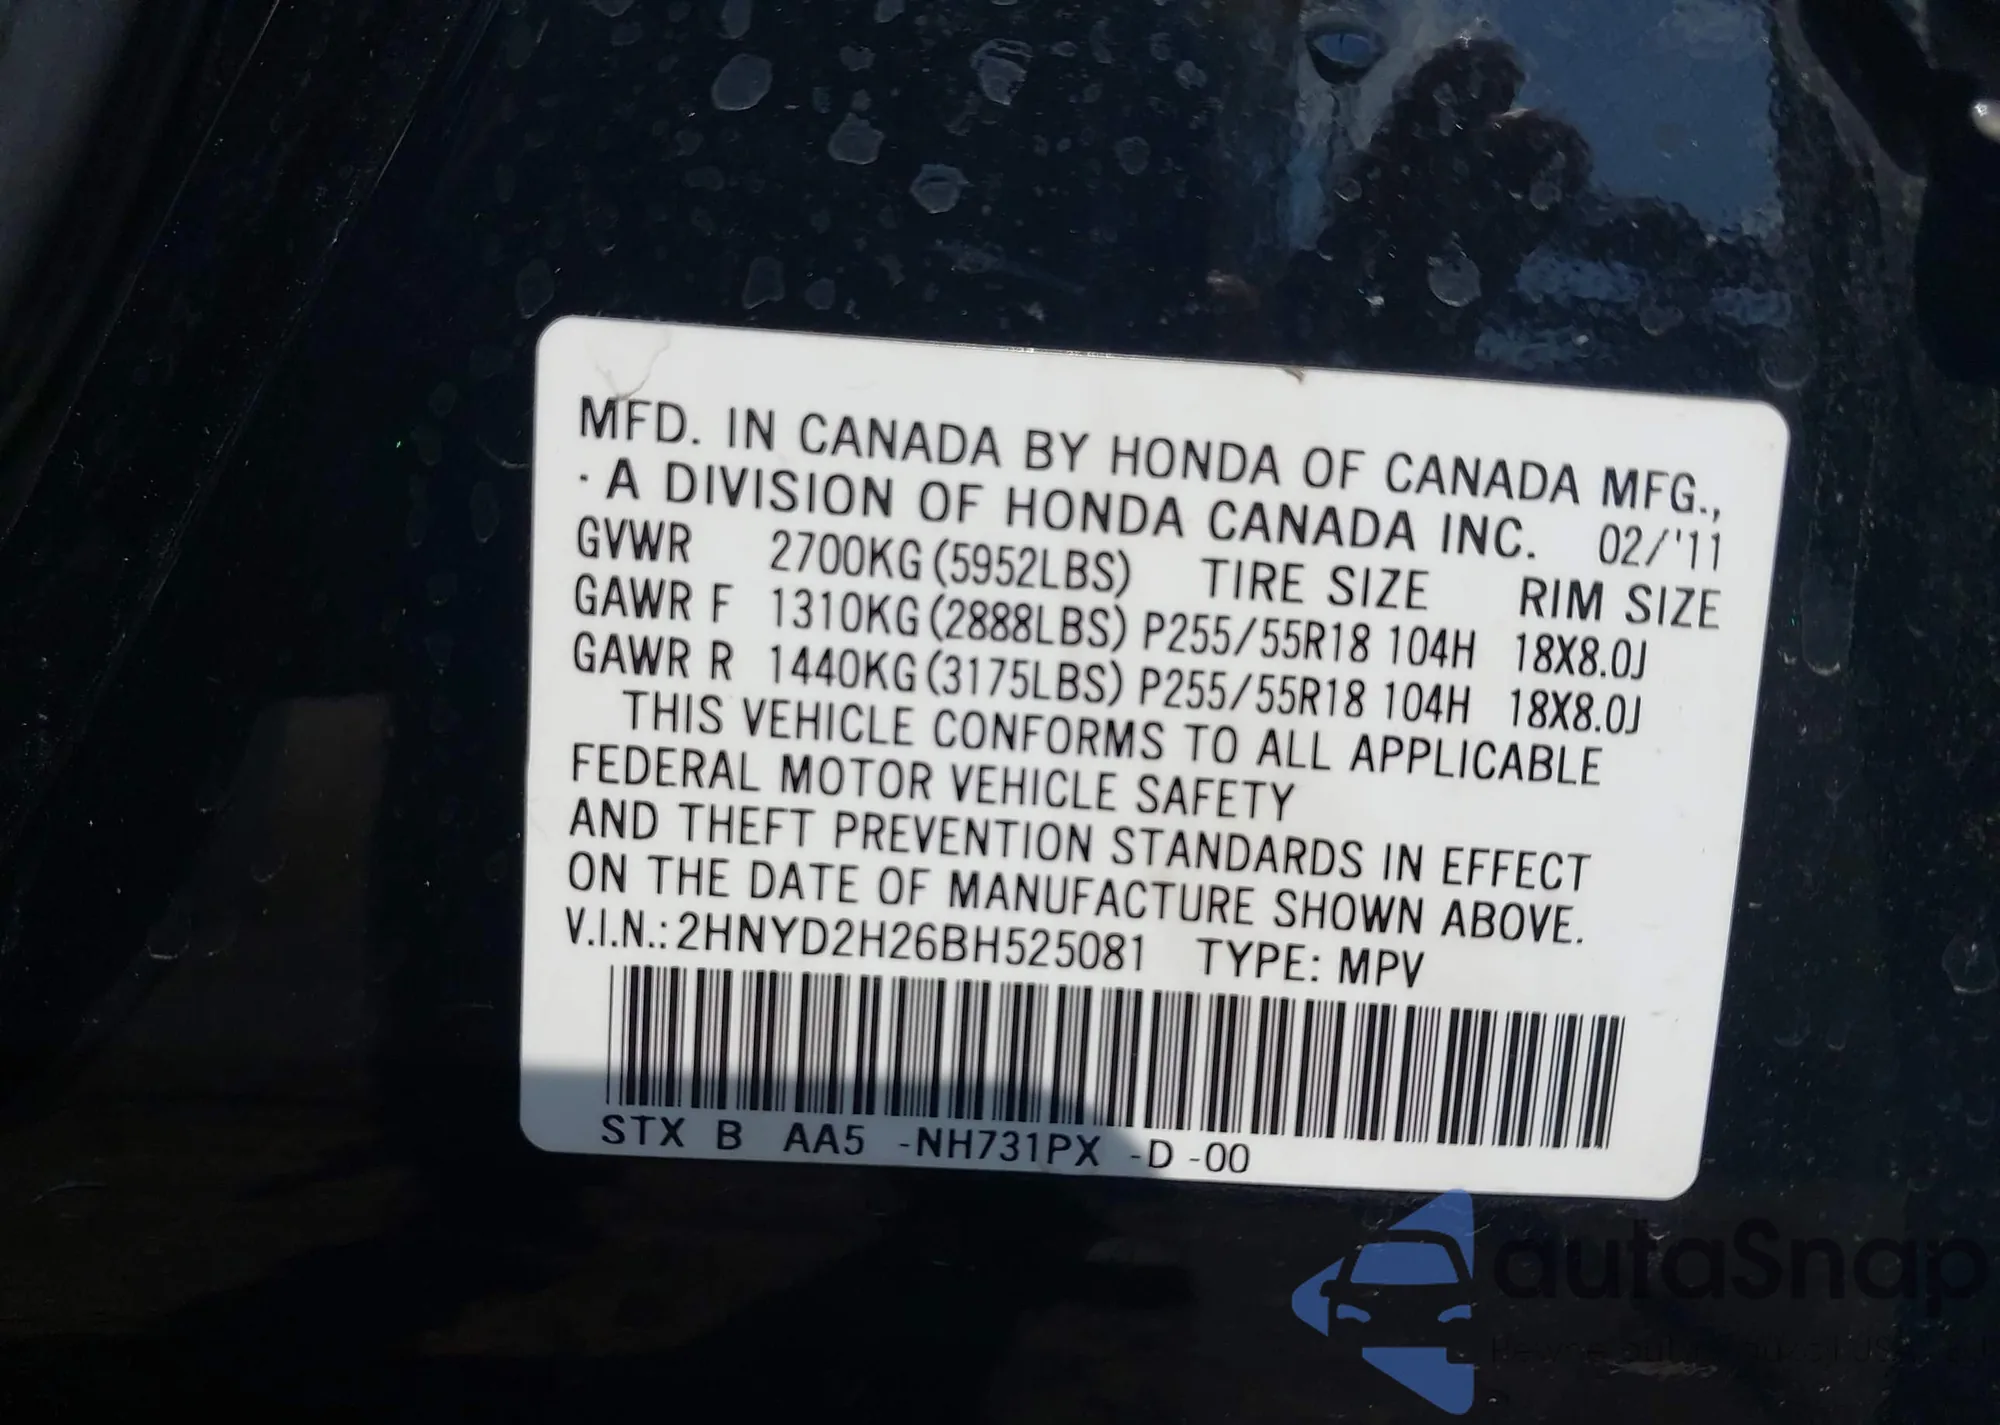 MFD. IN CANADA BY HONDA OF CANADA MFG.,
· A DIVISION OF HONDA CANADA INC. 02/'11
GVWR 2700KG (5952LBS) TIRE SIZE RIM SIZE
GAWR F 1310KG (2888LBS) P255/55R18 104H 18X8.0J
GAWR R 1440KG (3175LBS) P255/55R18 104H 18X8.0J
THIS VEHICLE CONFORMS TO ALL APPLICABLE
FEDERAL MOTOR VEHICLE SAFETY
AND THEFT PREVENTION STANDARDS IN EFFECT
ON THE DATE OF MANUFACTURE SHOWN ABOVE.
V.I.N.: 2HNYD2H26BH525081 TYPE: MPV
STX B AA5 -NH731PX -D -00
autaSnap